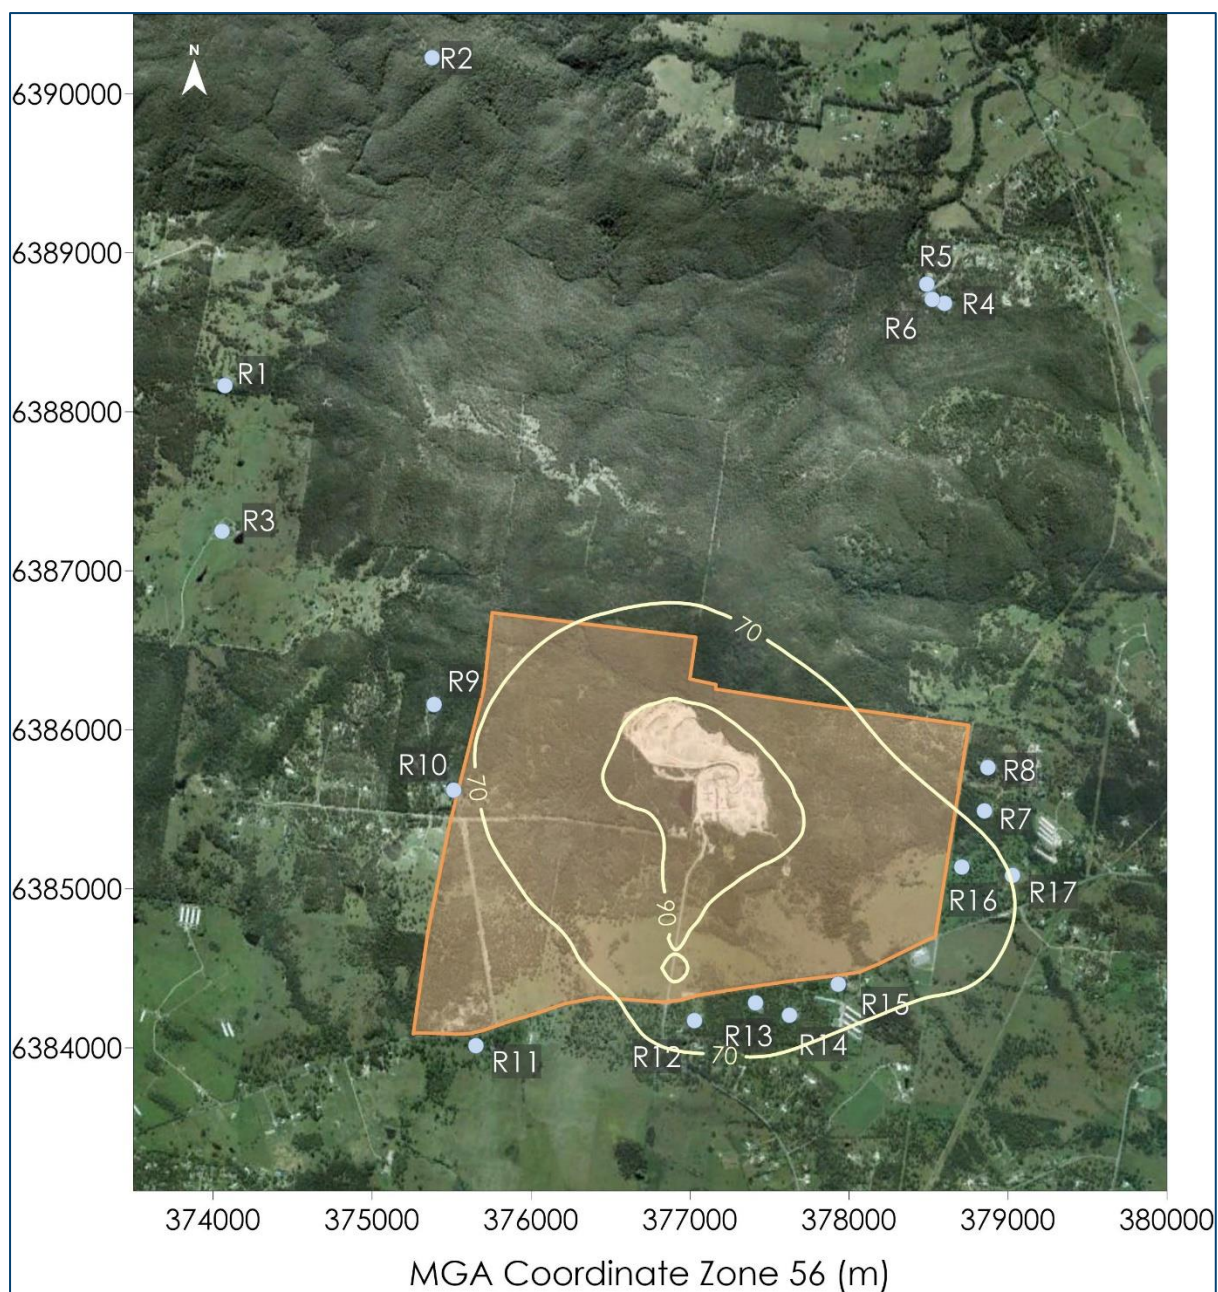 N
R2
6390000
6389000
R5
R4
R6
R1
6388000
R3
6387000
70
R9
6386000
R10
70
R8
R7
6385000
90
R16
R17
R15
R13
R14
R12
70
6384000
R11
374000 375000 376000 377000 378000 379000 380000
MGA Coordinate Zone 56 (m)